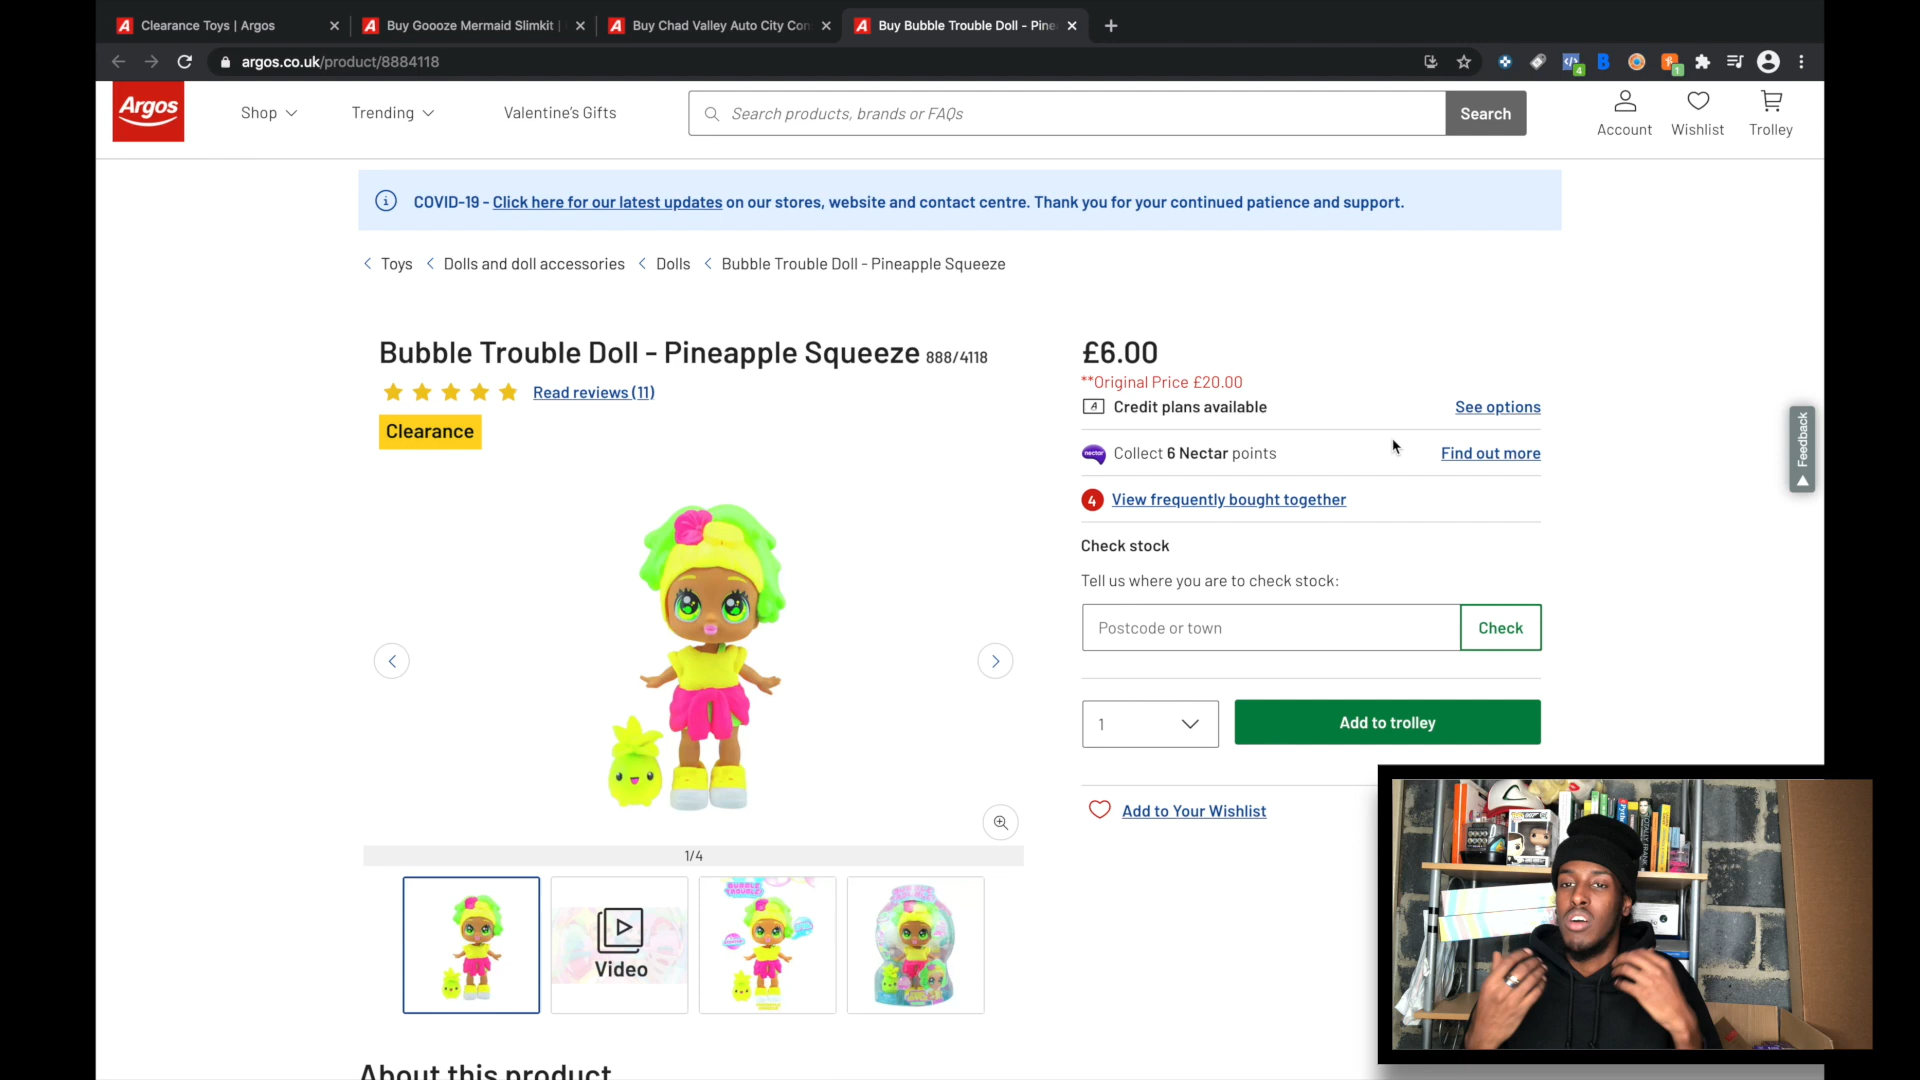 Clearance Toys | Argos
Buy Goooze Mermaid Slimkit |
Buy Chad Valley Auto City Con
Buy Bubble Trouble Doll - Pine
argos.co.uk/product/8884118
4
1
Argos
Shop
Trending
Valentine's Gifts
Search products, brands or FAQs
Search
Account
Wishlist
Trolley
COVID-19 - Click here for our latest updates on our stores, website and contact centre. Thank you for your continued patience and support.
Toys
Dolls and doll accessories
Dolls
Bubble Trouble Doll - Pineapple Squeeze
Bubble Trouble Doll - Pineapple Squeeze 888/4118
Read reviews (11)
Clearance
£6.00
**Original Price £20.00
Credit plans available
See options
nectar
Collect 6 Nectar points
Find out more
4 View frequently bought together
Check stock
Tell us where you are to check stock:
Postcode or town
Check
1
Add to trolley
Add to Your Wishlist
Feedback
1/4
Video
BUBBLE TROUBLE
About this product